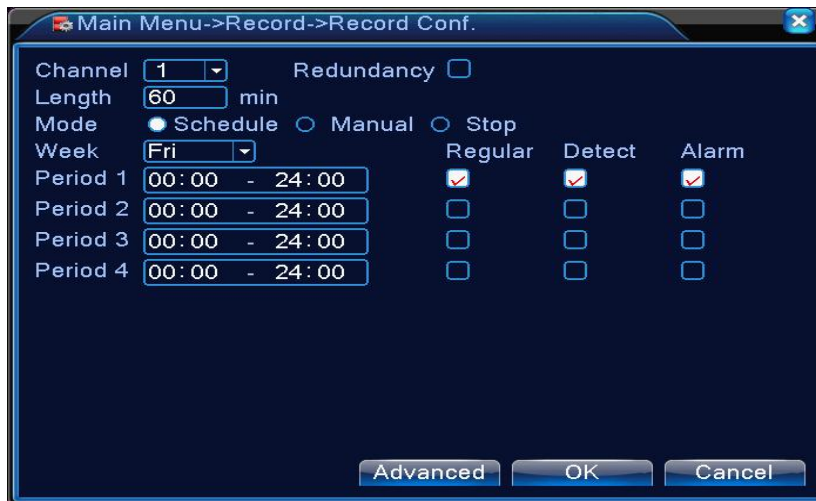 Main Menu->Record->Record Conf.
Channel 1 Redundancy
Length 60 min
Mode Schedule Manual Stop
Week Fri Regular Detect Alarm
Period 1 00:00 - 24:00
Period 2 00:00 - 24:00
Period 3 00:00 - 24:00
Period 4 00:00 - 24:00
Advanced OK Cancel